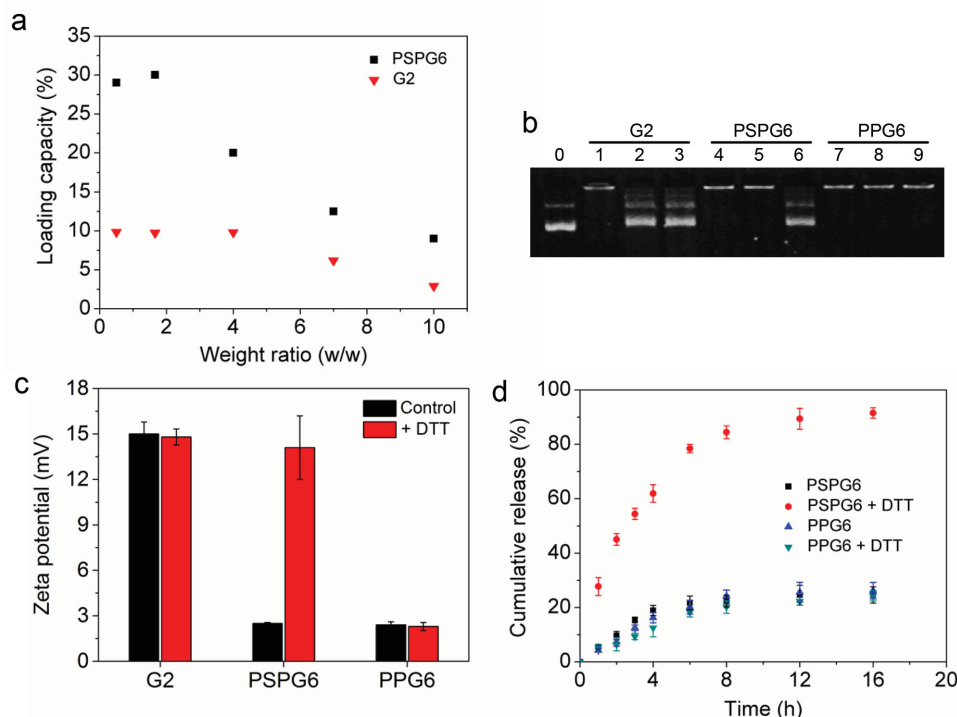 a
35
30
25
20
15
10
5
0
0 2 4 6 8 10
Loading capacity (%)
Weight ratio (w/w)
PSPG6
G2
b
G2 PSPG6 PPG6
0 1 2 3 4 5 6 7 8 9
c
18
15
12
9
6
3
0
Zeta potential (mV)
Control
+ DTT
G2 PSPG6 PPG6
d
100
80
60
40
20
0
0 4 8 12 16 20
Cumulative release (%)
Time (h)
PSPG6
PSPG6 + DTT
PPG6
PPG6 + DTT